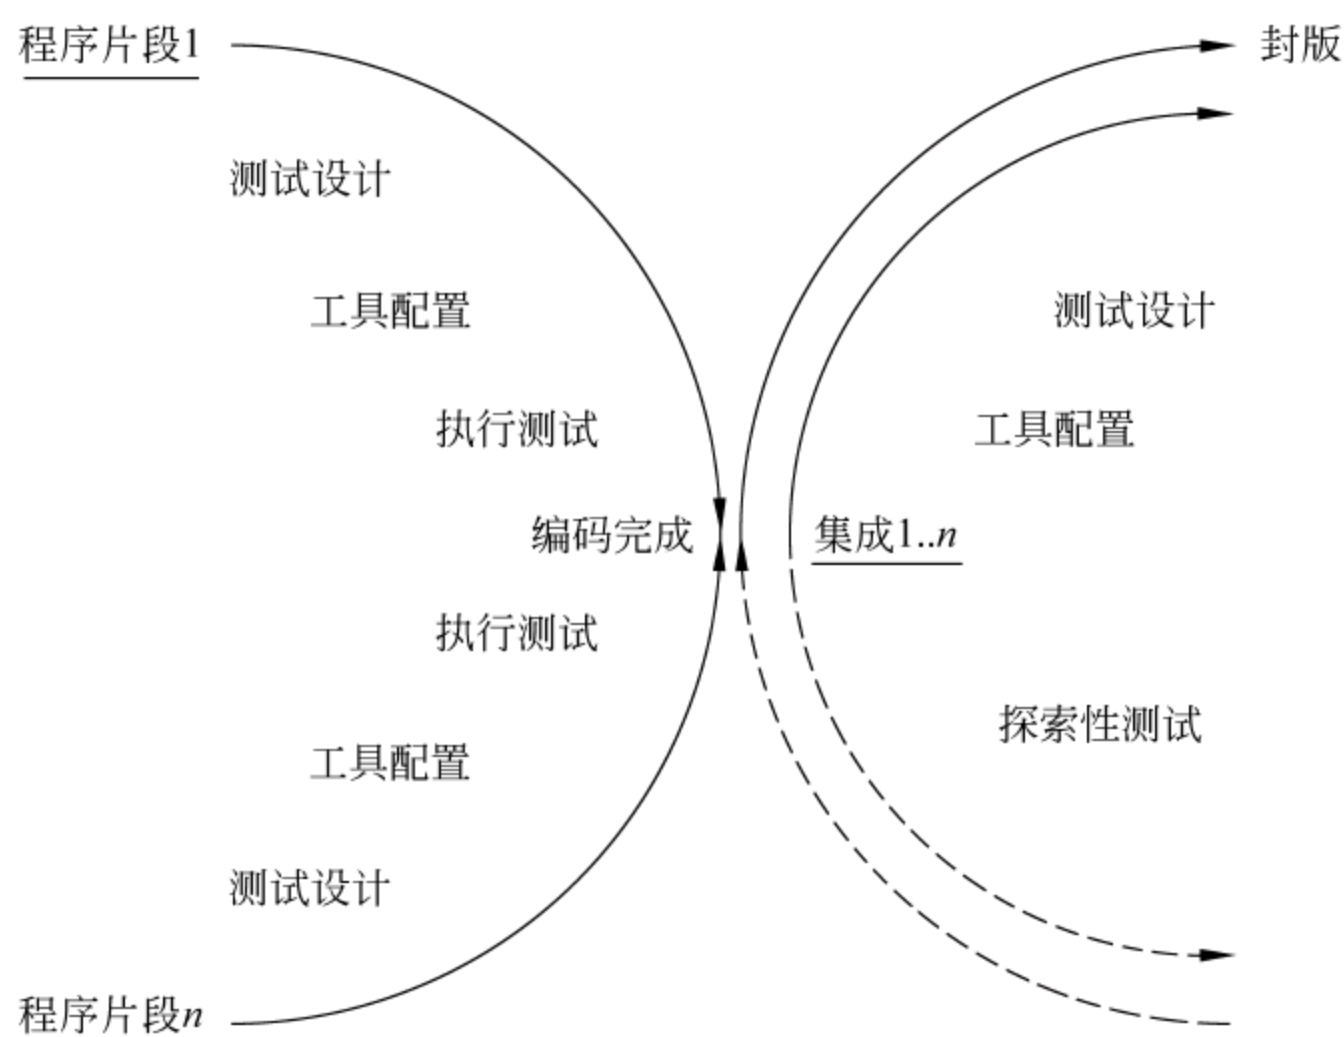 程序片段1
封版
测试设计
工具配置
测试设计
执行测试
工具配置
编码完成
集成1..n
执行测试
探索性测试
工具配置
测试设计
程序片段n